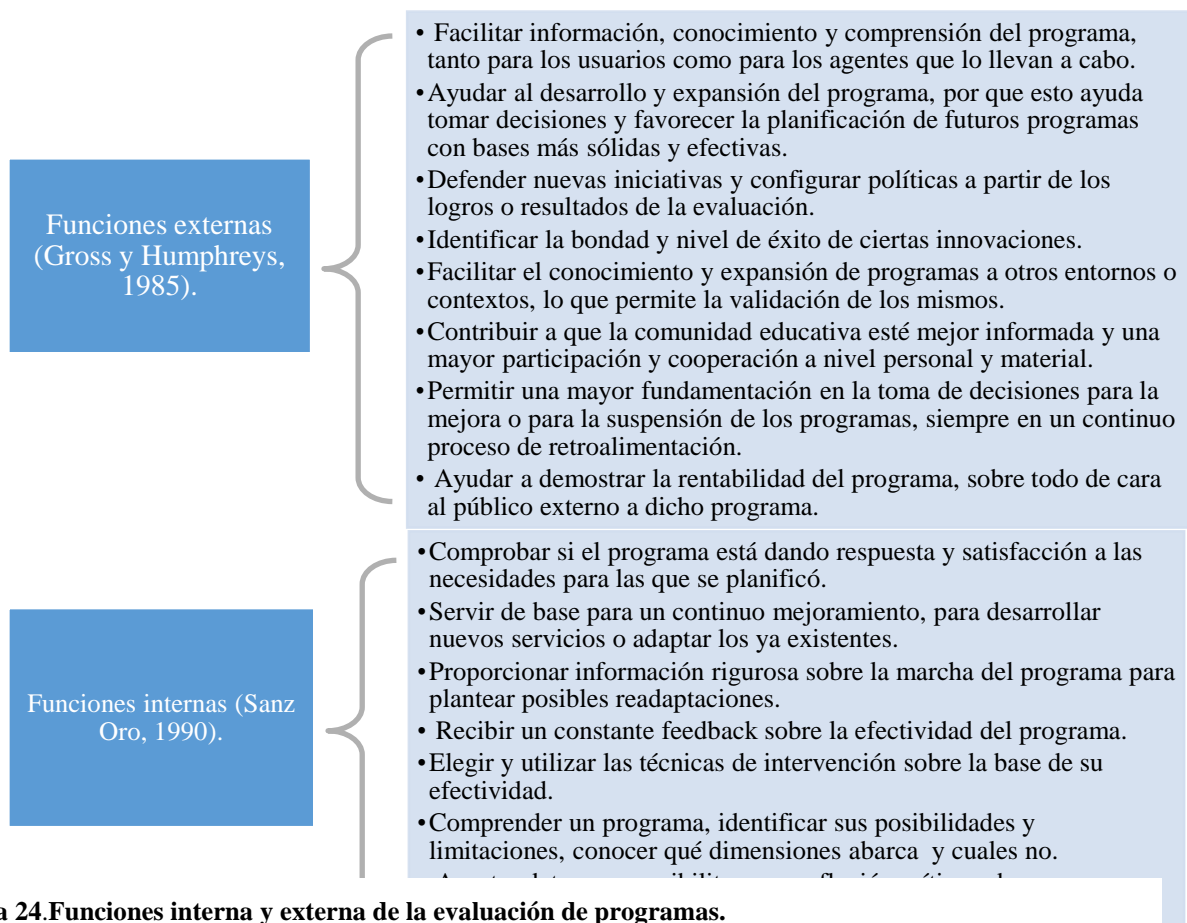 Funciones externas
(Gross y Humphreys,
1985).
• Facilitar información, conocimiento y comprensión del programa,
tanto para los usuarios como para los agentes que lo llevan a cabo.
•Ayudar al desarrollo y expansión del programa, por que esto ayuda
tomar decisiones y favorecer la planificación de futuros programas
con bases más sólidas y efectivas.
•Defender nuevas iniciativas y configurar políticas a partir de los
logros o resultados de la evaluación.
•Identificar la bondad y nivel de éxito de ciertas innovaciones.
•Facilitar el conocimiento y expansión de programas a otros entornos o
contextos, lo que permite la validación de los mismos.
•Contribuir a que la comunidad educativa esté mejor informada y una
mayor participación y cooperación a nivel personal y material.
•Permitir una mayor fundamentación en la toma de decisiones para la
mejora o para la suspensión de los programas, siempre en un continuo
proceso de retroalimentación.
• Ayudar a demostrar la rentabilidad del programa, sobre todo de cara
al público externo a dicho programa.
Funciones internas (Sanz
Oro, 1990).
•Comprobar si el programa está dando respuesta y satisfacción a las
necesidades para las que se planificó.
•Servir de base para un continuo mejoramiento, para desarrollar
nuevos servicios o adaptar los ya existentes.
•Proporcionar información rigurosa sobre la marcha del programa para
plantear posibles readaptaciones.
• Recibir un constante feedback sobre la efectividad del programa.
•Elegir y utilizar las técnicas de intervención sobre la base de su
efectividad.
•Comprender un programa, identificar sus posibilidades y
limitaciones, conocer qué dimensiones abarca y cuales no.
a 24.Funciones interna y externa de la evaluación de programas.